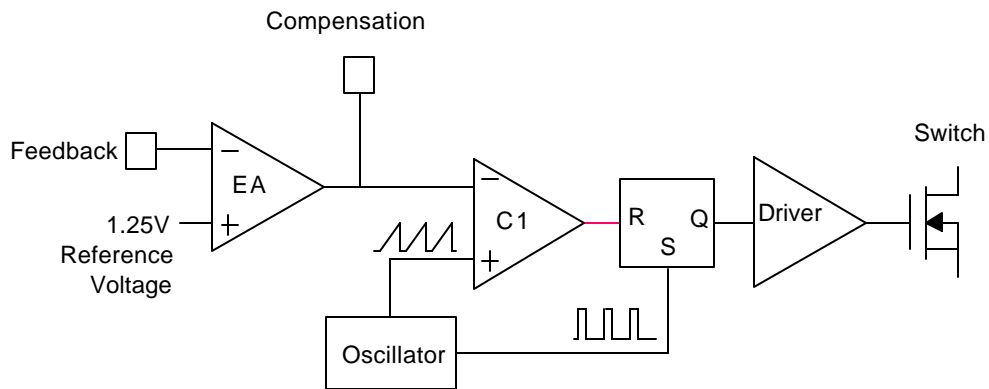 Compensation
Feedback
−
EA
+
1.25V
Reference
Voltage
−
C1
+
R
Q
S
Driver
Switch
Oscillator